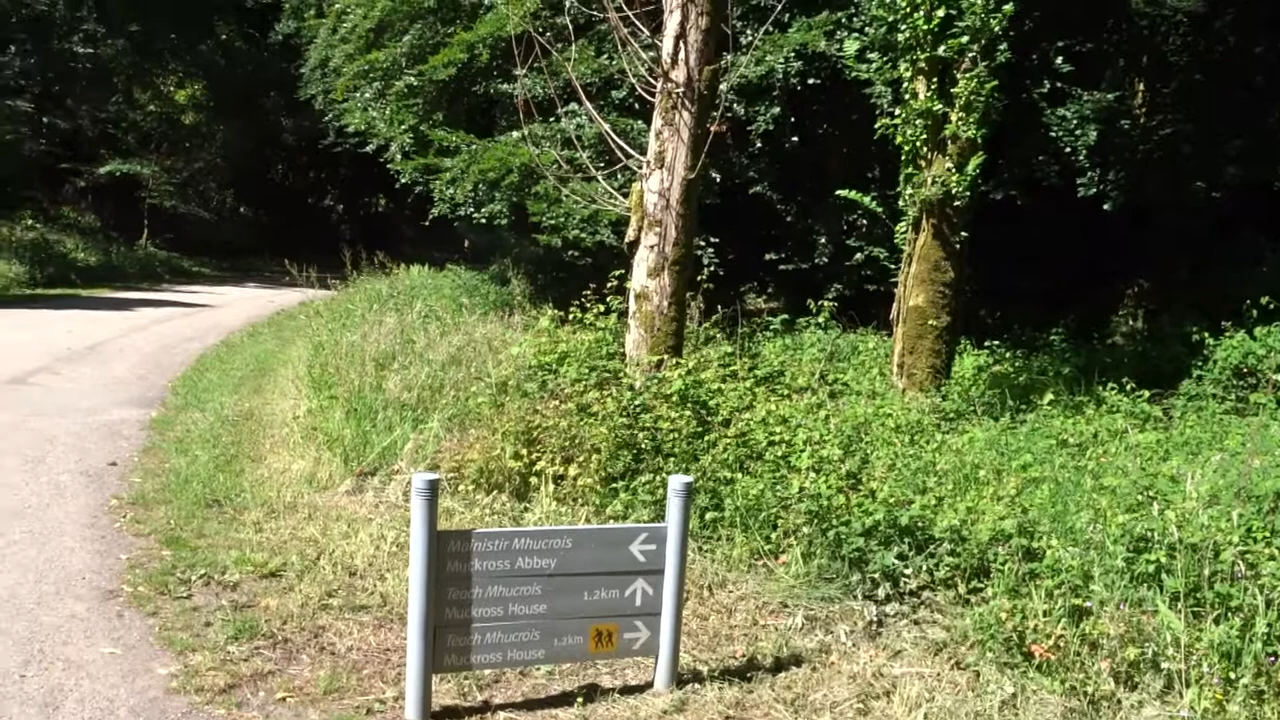 Mainistir Mhucrois
Muckross Abbey
Teach Mhucrois
1.2km
Muckross House
Teach Mhucrois
1.2km
Muckross House